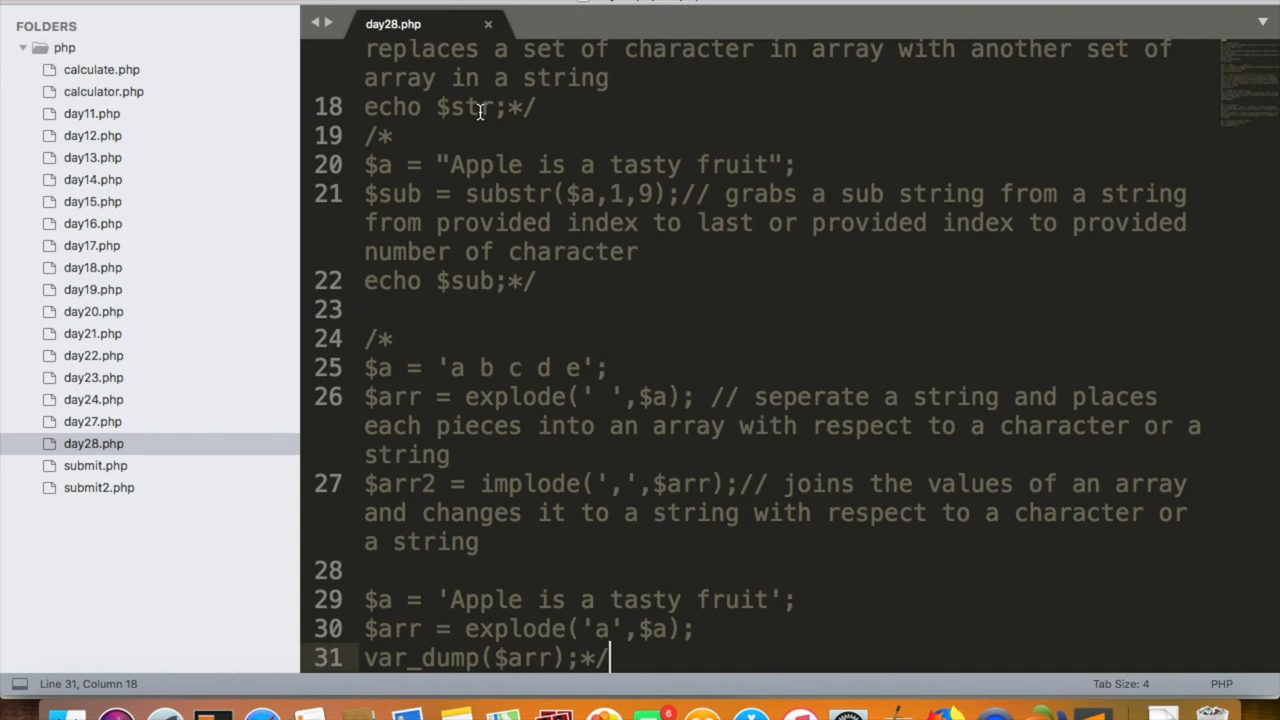 FOLDERS
php
calculate.php
calculator.php
day11.php
day12.php
day13.php
day14.php
day15.php
day16.php
day17.php
day18.php
day19.php
day20.php
day21.php
day22.php
day23.php
day24.php
day27.php
day28.php
submit.php
submit2.php
day28.php
replaces a set of character in array with another set of
array in a string
18 echo $str;*/
19 /*
20 $a = "Apple is a tasty fruit";
21 $sub = substr($a,1,9);// grabs a sub string from a string
from provided index to last or provided index to provided
number of character
22 echo $sub;*/
23
24 /*
25 $a = 'a b c d e';
26 $arr = explode(' ',$a); // seperate a string and places
each pieces into an array with respect to a character or a
string
27 $arr2 = implode(',',$arr);// joins the values of an array
and changes it to a string with respect to a character or
a string
28
29 $a = 'Apple is a tasty fruit';
30 $arr = explode('a',$a);
31 var_dump($arr);*/
Line 31, Column 18
Tab Size: 4
PHP
6